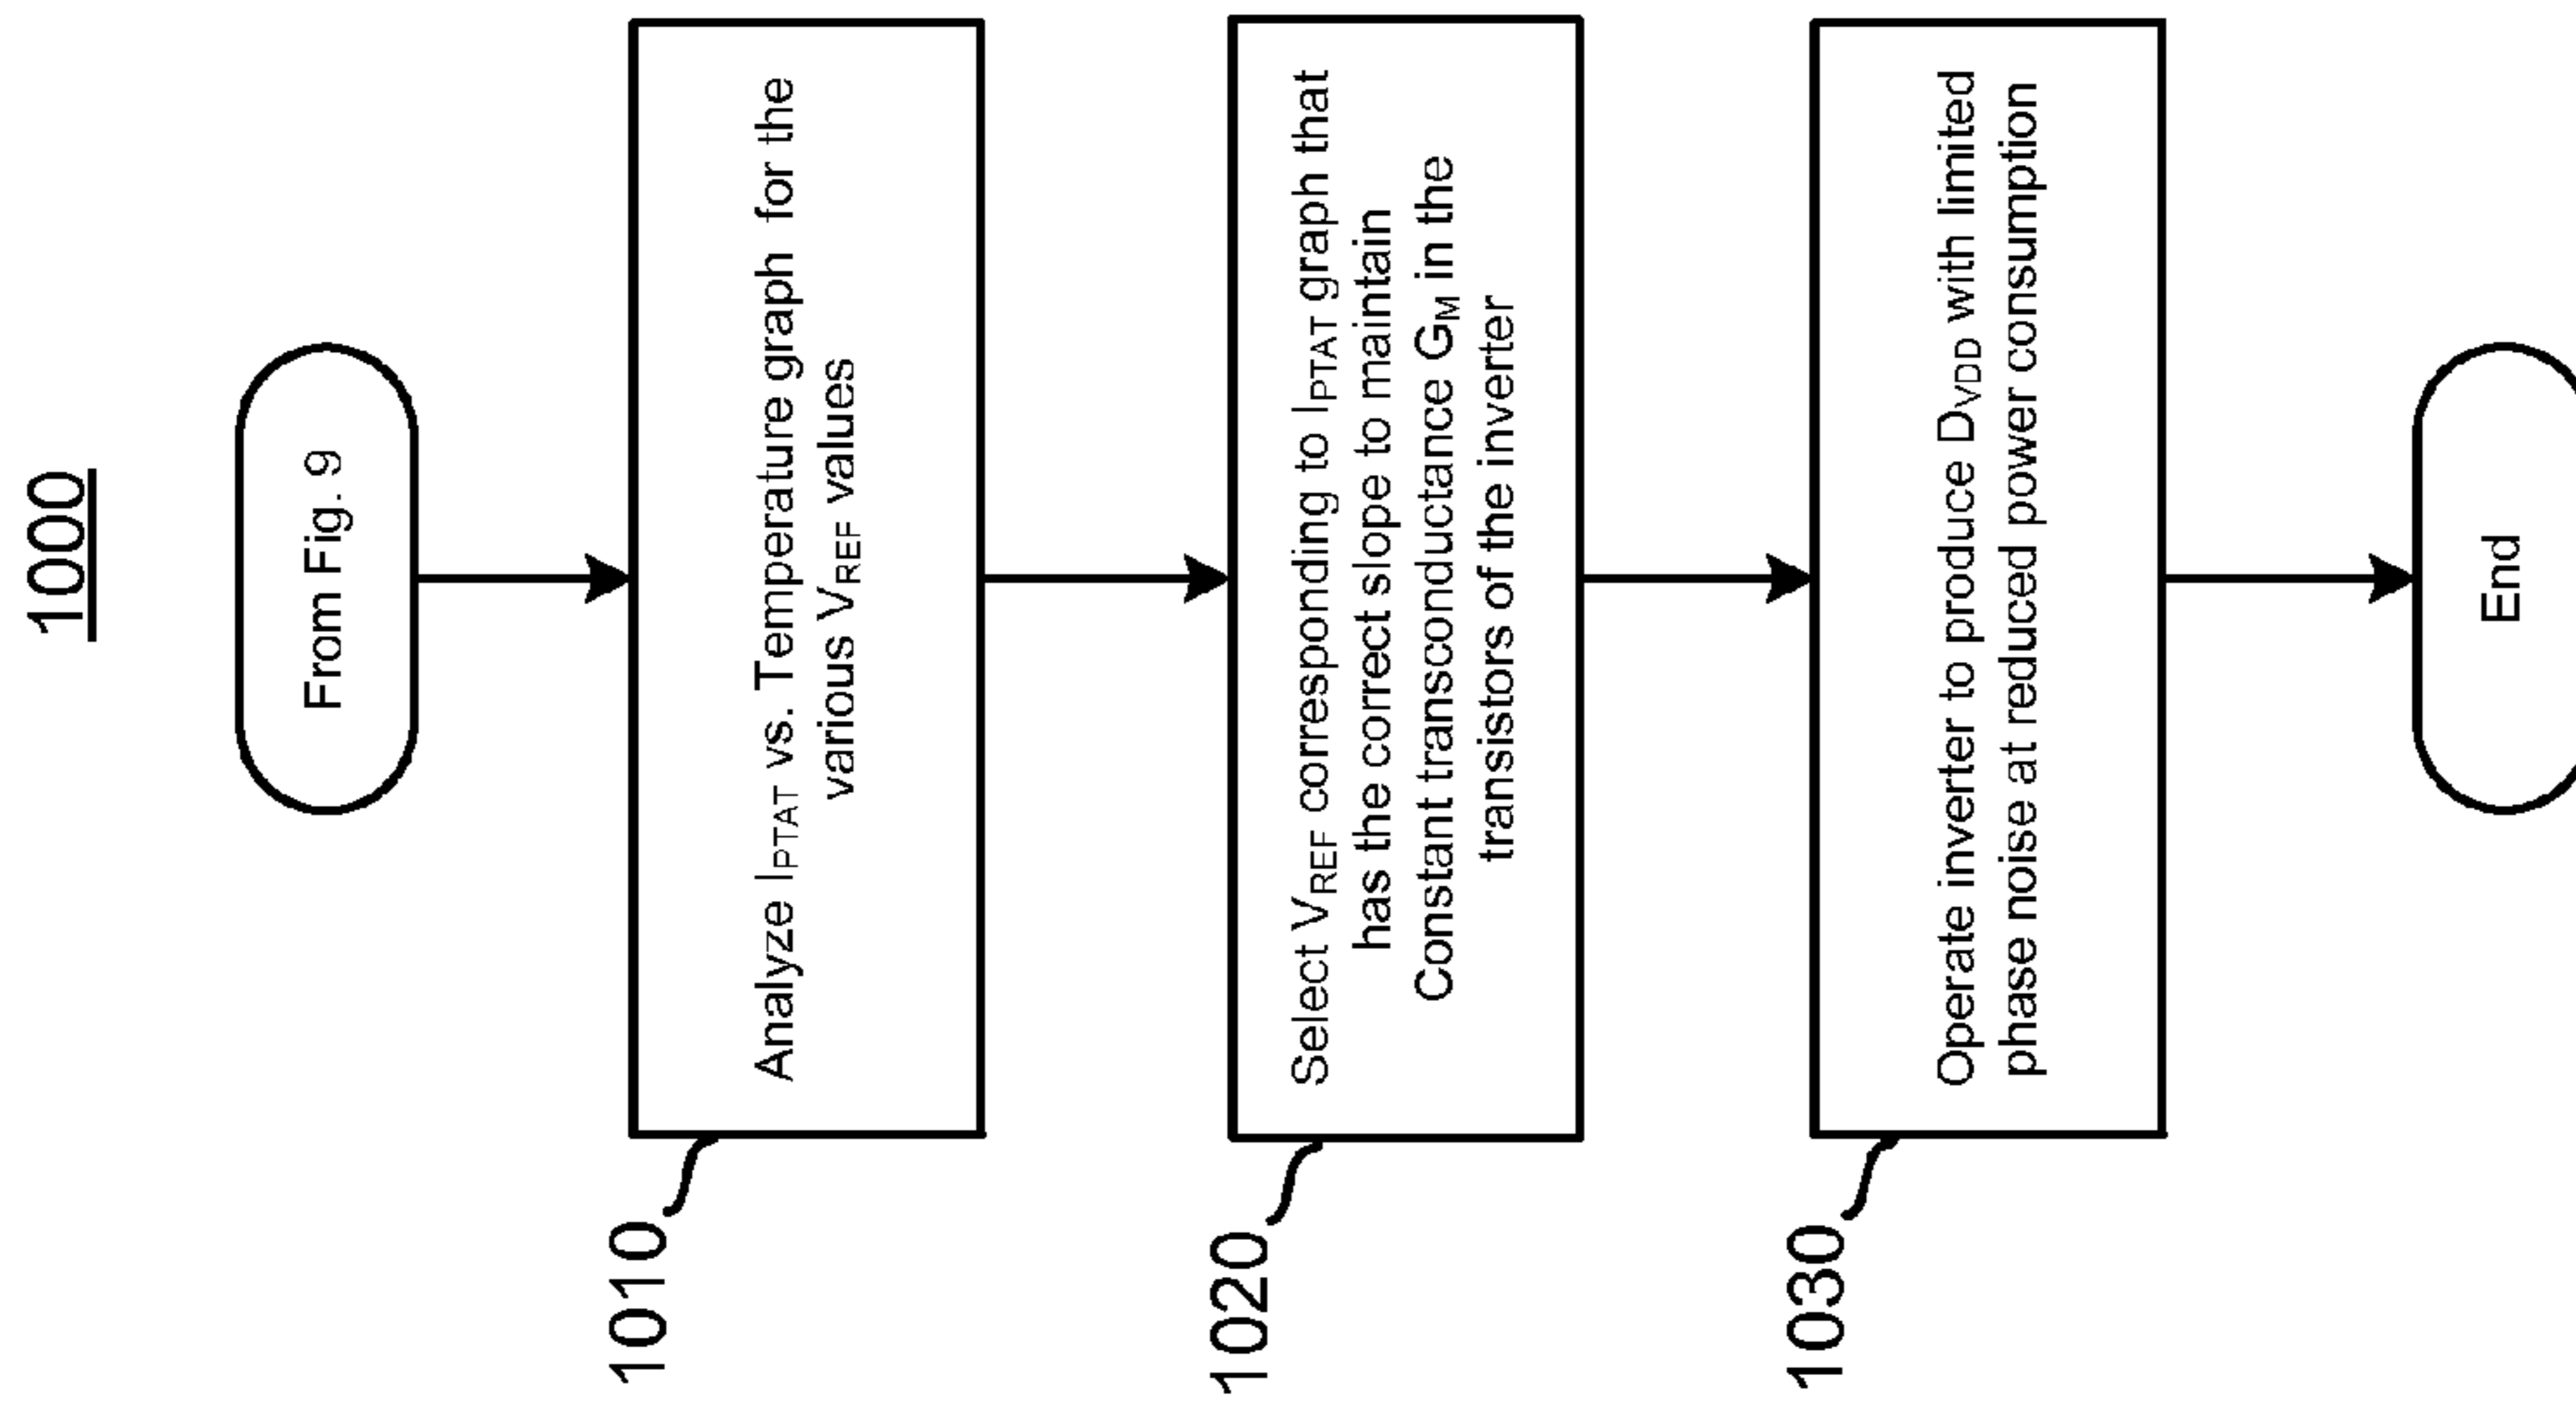 1000
From Fig. 9
1010
Analyze IPTAT vs. Temperature graph for the
various VREF values
1020
Select VREF corresponding to IPTAT graph that
has the correct slope to maintain
Constant transconductance GM in the
transistors of the inverter
1030
Operate inverter to produce DVDD with limited
phase noise at reduced power consumption
End